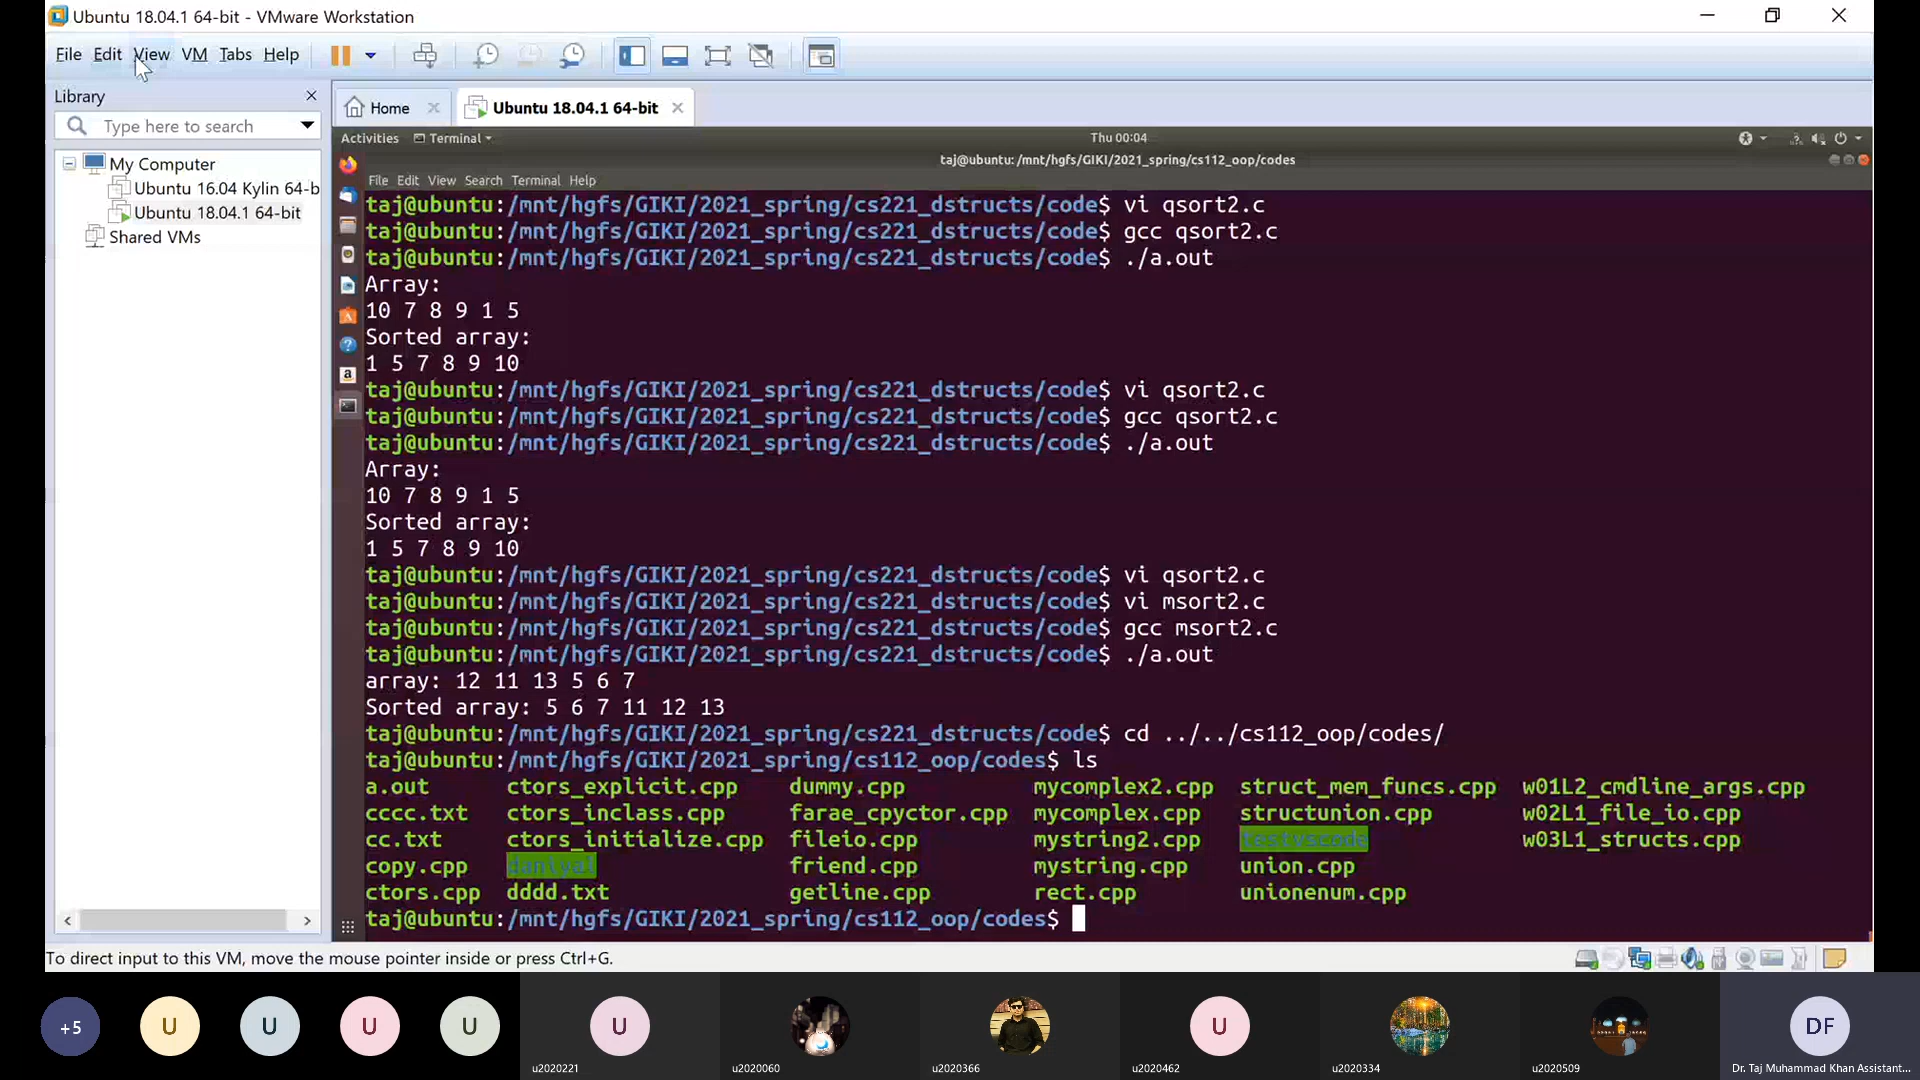 Ubuntu 18.04.1 64-bit - VMware Workstation
File Edit View VM Tabs Help
Library
Type here to search
My Computer
Ubuntu 16.04 Kylin 64-b
Ubuntu 18.04.1 64-bit
Shared VMs
Home
Ubuntu 18.04.1 64-bit
Activities Terminal Thu 00:04
taj@ubuntu: /mnt/hgfs/GIKI/2021_spring/cs112_oop/codes
File Edit View Search Terminal Help
taj@ubuntu:/mnt/hgfs/GIKI/2021_spring/cs221_dstructs/code$ vi qsort2.c
taj@ubuntu:/mnt/hgfs/GIKI/2021_spring/cs221_dstructs/code$ gcc qsort2.c
taj@ubuntu:/mnt/hgfs/GIKI/2021_spring/cs221_dstructs/code$ ./a.out
Array:
10 7 8 9 1 5
Sorted array:
1 5 7 8 9 10
taj@ubuntu:/mnt/hgfs/GIKI/2021_spring/cs221_dstructs/code$ vi qsort2.c
taj@ubuntu:/mnt/hgfs/GIKI/2021_spring/cs221_dstructs/code$ gcc qsort2.c
taj@ubuntu:/mnt/hgfs/GIKI/2021_spring/cs221_dstructs/code$ ./a.out
Array:
10 7 8 9 1 5
Sorted array:
1 5 7 8 9 10
taj@ubuntu:/mnt/hgfs/GIKI/2021_spring/cs221_dstructs/code$ vi qsort2.c
taj@ubuntu:/mnt/hgfs/GIKI/2021_spring/cs221_dstructs/code$ vi msort2.c
taj@ubuntu:/mnt/hgfs/GIKI/2021_spring/cs221_dstructs/code$ gcc msort2.c
taj@ubuntu:/mnt/hgfs/GIKI/2021_spring/cs221_dstructs/code$ ./a.out
array: 12 11 13 5 6 7
Sorted array: 5 6 7 11 12 13
taj@ubuntu:/mnt/hgfs/GIKI/2021_spring/cs221_dstructs/code$ cd ../../cs112_oop/codes/
taj@ubuntu:/mnt/hgfs/GIKI/2021_spring/cs112_oop/codes$ ls
a.out ctors_explicit.cpp dummy.cpp mycomplex2.cpp struct_mem_funcs.cpp w01L2_cmdline_args.cpp
cccc.txt ctors_inclass.cpp farae_cpyctor.cpp mycomplex.cpp structunion.cpp w02L1_file_io.cpp
cc.txt ctors_initialize.cpp fileio.cpp mystring2.cpp testvscode w03L1_structs.cpp
copy.cpp daniyal friend.cpp mystring.cpp union.cpp
ctors.cpp dddd.txt getline.cpp rect.cpp unionenum.cpp
taj@ubuntu:/mnt/hgfs/GIKI/2021_spring/cs112_oop/codes$
To direct input to this VM, move the mouse pointer inside or press Ctrl+G.
+5 U U U U U U DF
u2020221 u2020060 u2020366 u2020462 u2020334 u2020509 Dr. Taj Muhammad Khan Assistant...